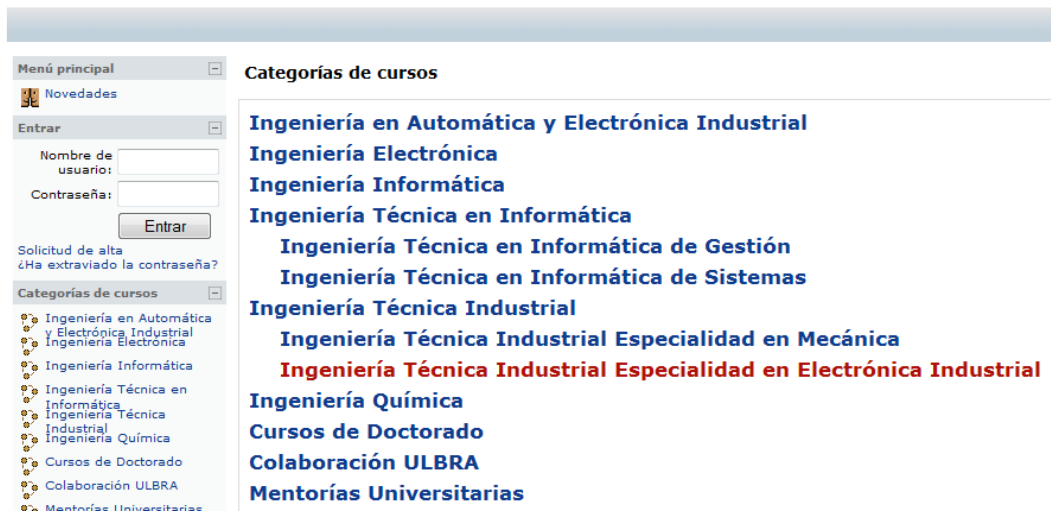 Menú principal
Novedades
Entrar
Nombre de
usuario:
Contraseña:
Entrar
Solicitud de alta
¿Ha extraviado la contraseña?
Categorías de cursos
Ingeniería en Automática
y Electrónica Industrial
Ingeniería Electrónica
Ingeniería Informática
Ingeniería Técnica en
Informática
Ingeniería Técnica
Industrial
Ingeniería Química
Cursos de Doctorado
Colaboración ULBRA
Mentorías Universitarias
Categorías de cursos
Ingeniería en Automática y Electrónica Industrial
Ingeniería Electrónica
Ingeniería Informática
Ingeniería Técnica en Informática
Ingeniería Técnica en Informática de Gestión
Ingeniería Técnica en Informática de Sistemas
Ingeniería Técnica Industrial
Ingeniería Técnica Industrial Especialidad en Mecánica
Ingeniería Técnica Industrial Especialidad en Electrónica Industrial
Ingeniería Química
Cursos de Doctorado
Colaboración ULBRA
Mentorías Universitarias